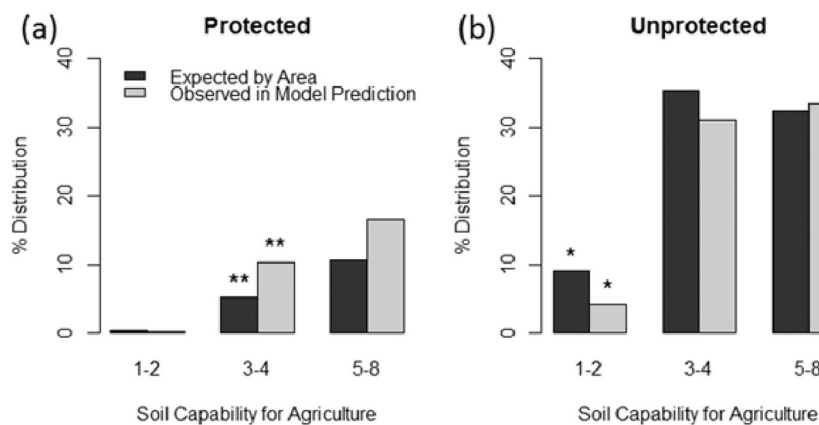 (a)
Protected
% Distribution
40
30
20
10
0
Expected by Area
Observed in Model Prediction
**
**
1-2
3-4
5-8
Soil Capability for Agriculture
(b)
Unprotected
% Distribution
40
30
20
10
0
*
*
1-2
3-4
5-8
Soil Capability for Agriculture